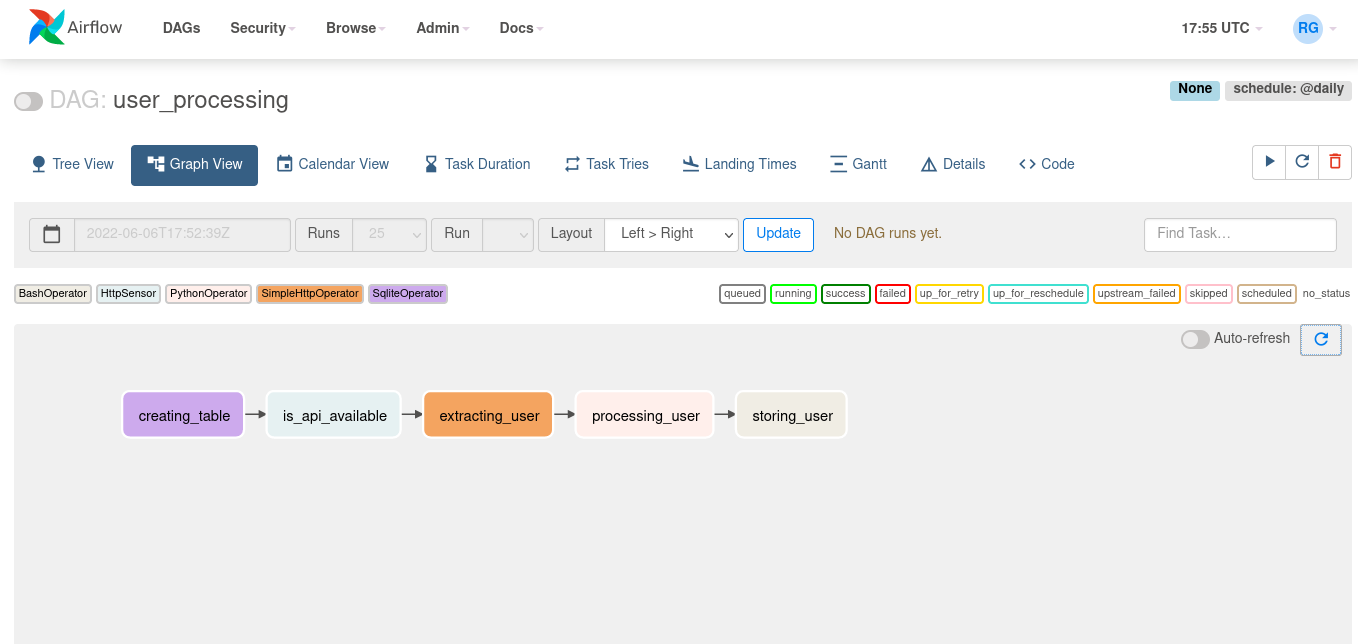 Airflow DAGs Security Browse Admin Docs 17:55 UTC RG
DAG: user_processing None schedule: @daily
Tree View Graph View Calendar View Task Duration Task Tries Landing Times Gantt Details Code
2022-06-06T17:52:39Z Runs 25 Run Layout Left > Right Update No DAG runs yet. Find Task...
BashOperator HttpSensor PythonOperator SimpleHttpOperator SqliteOperator queued running success failed up_for_retry up_for_reschedule upstream_failed skipped scheduled no_status
Auto-refresh
creating_table is_api_available extracting_user processing_user storing_user